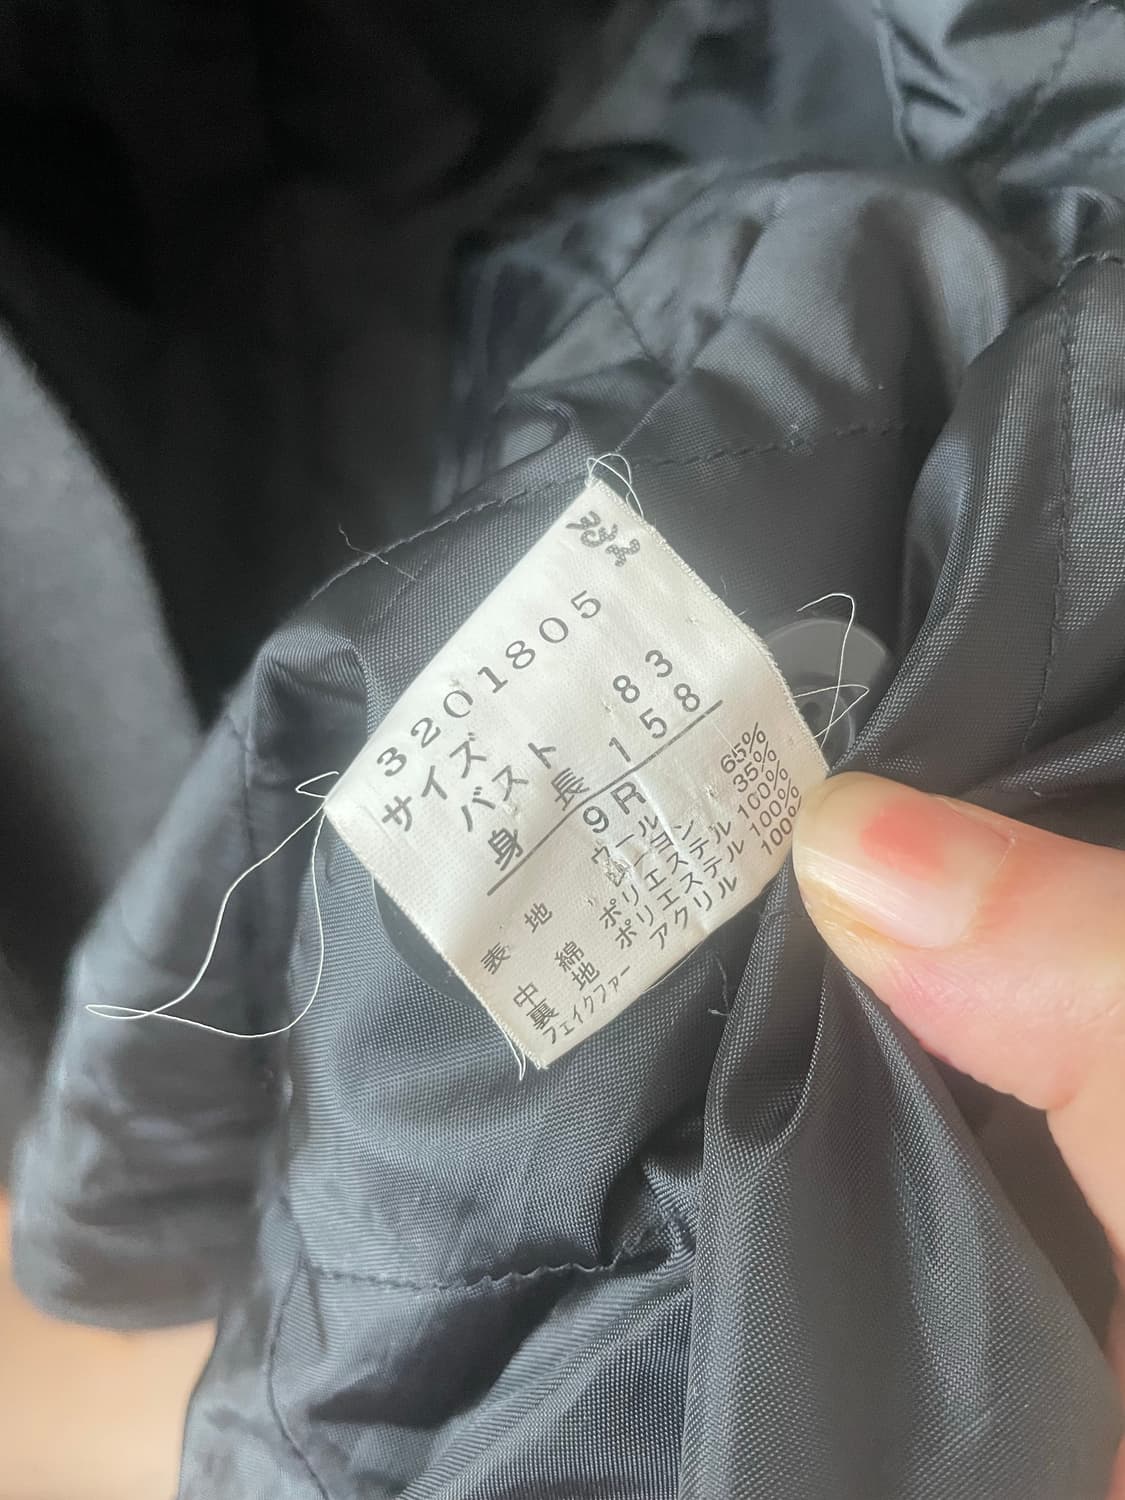 3201805
サイズ
バスト 83
身長 158
9R
表地 ウール 65%
レーヨン 35%
中綿 ポリエステル 100%
裏地 ポリエステル 100%
フェイクファー アクリル 100%